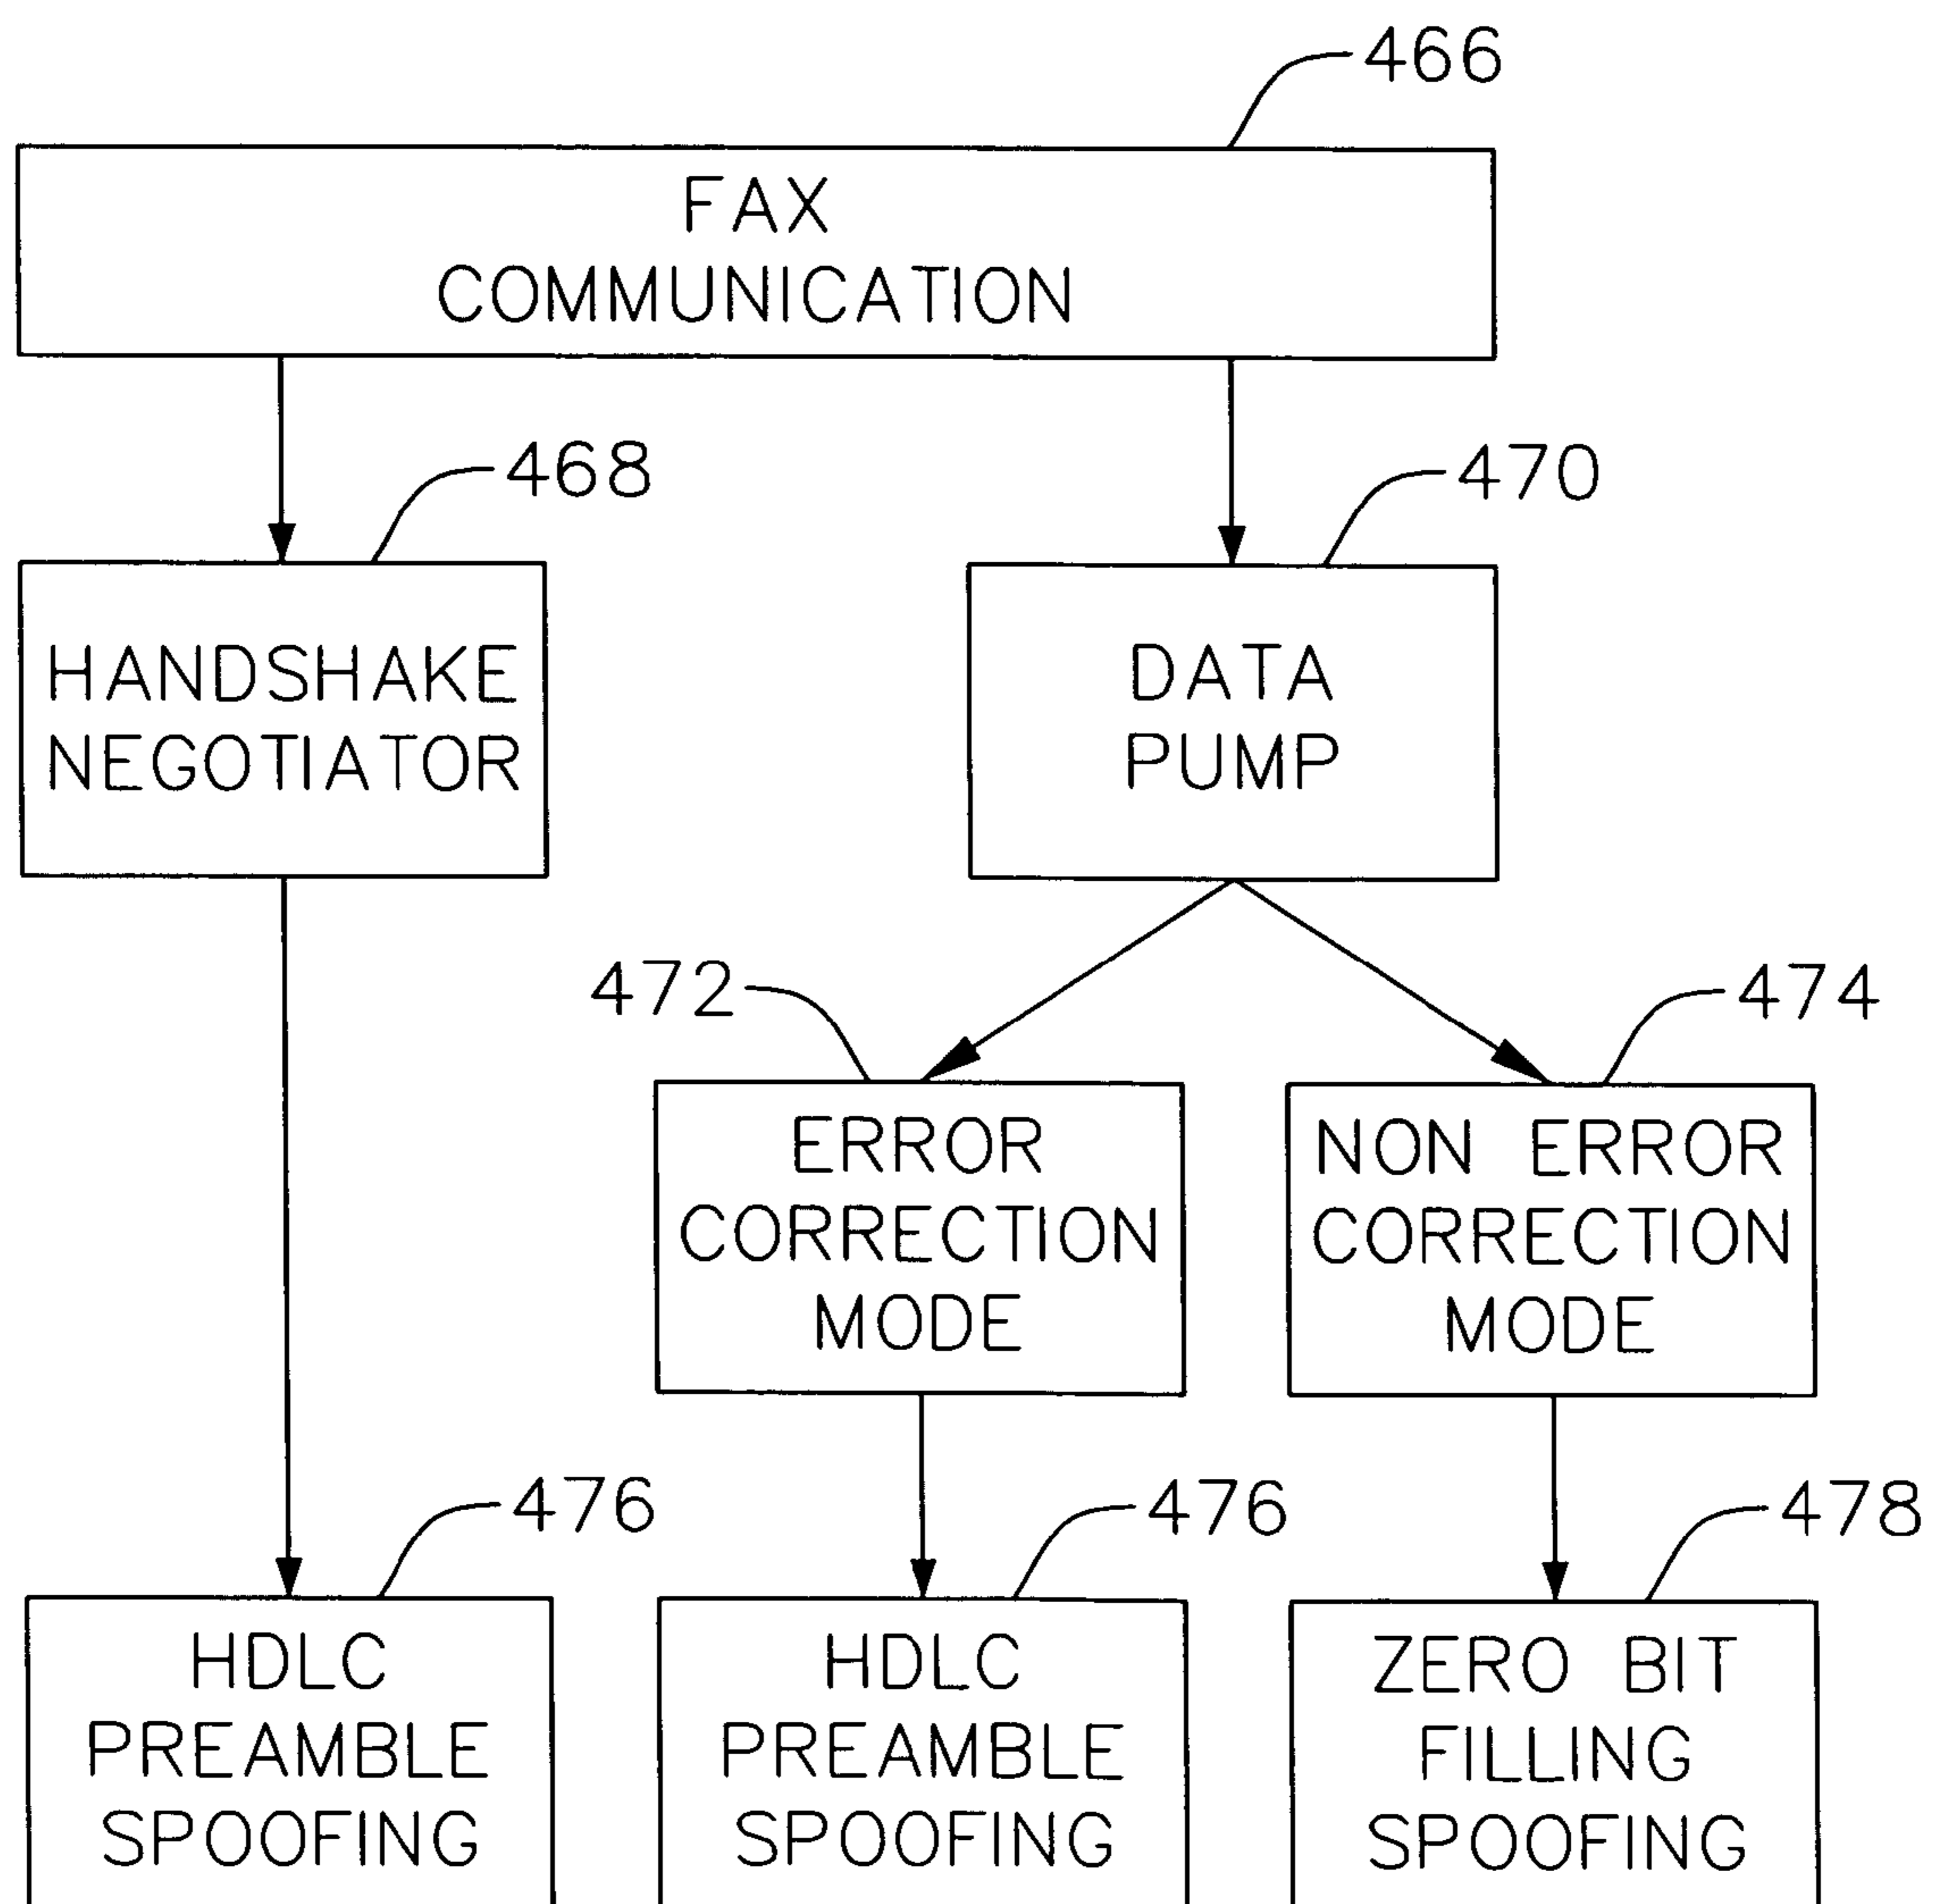 466
FAX
COMMUNICATION
468
470
HANDSHAKE
NEGOTIATOR
DATA
PUMP
472
474
ERROR
CORRECTION
MODE
NON ERROR
CORRECTION
MODE
476
476
478
HDLC
PREAMBLE
SPOOFING
HDLC
PREAMBLE
SPOOFING
ZERO BIT
FILLING
SPOOFING